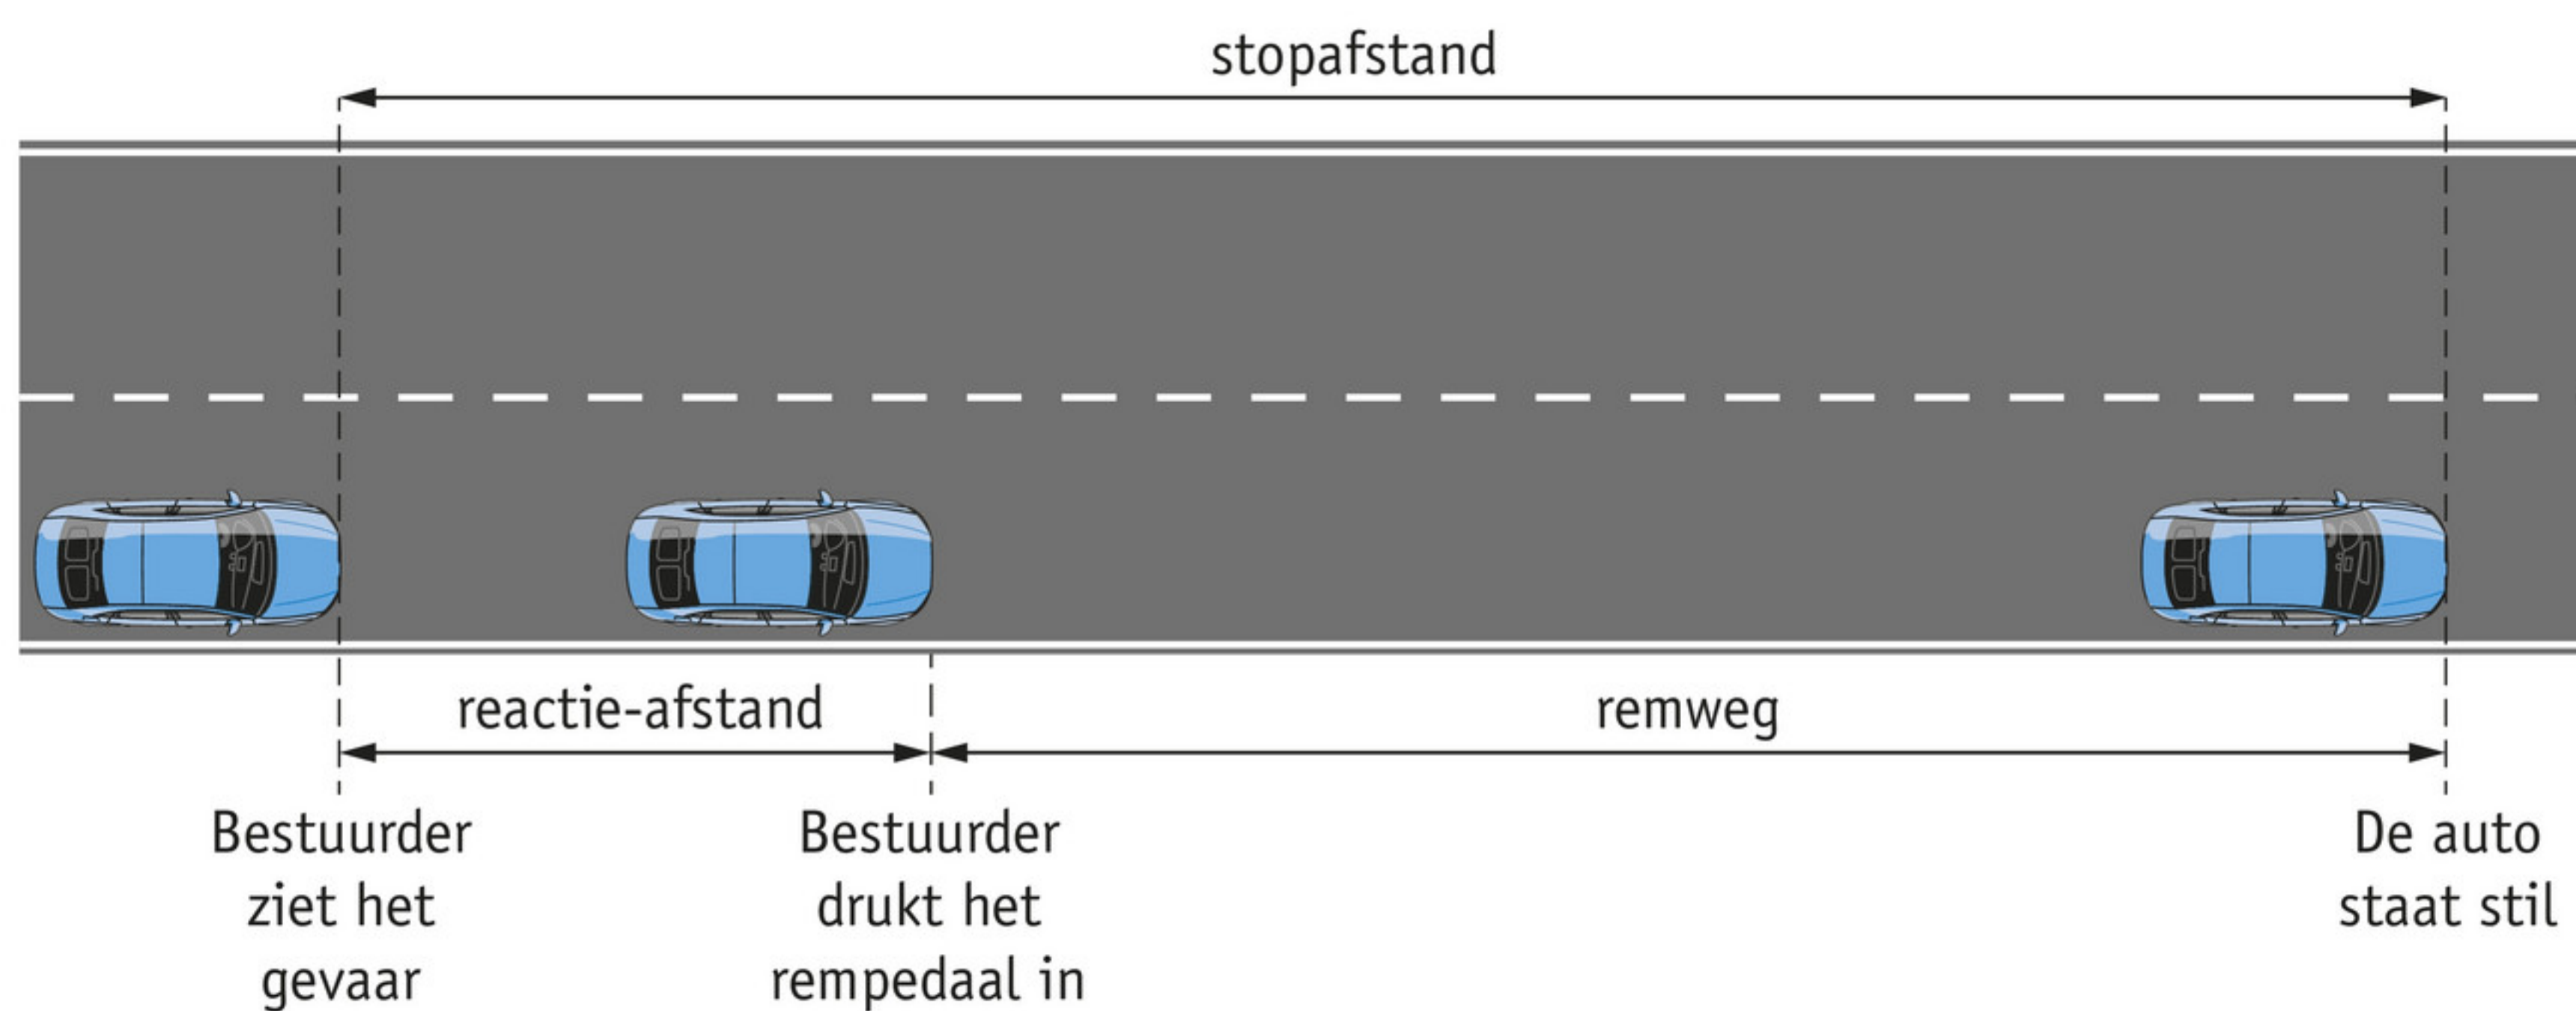 stopafstand
reactie-afstand
remweg
Bestuurder
ziet het
gevaar
Bestuurder
drukt het
rempedaal in
De auto
staat stil